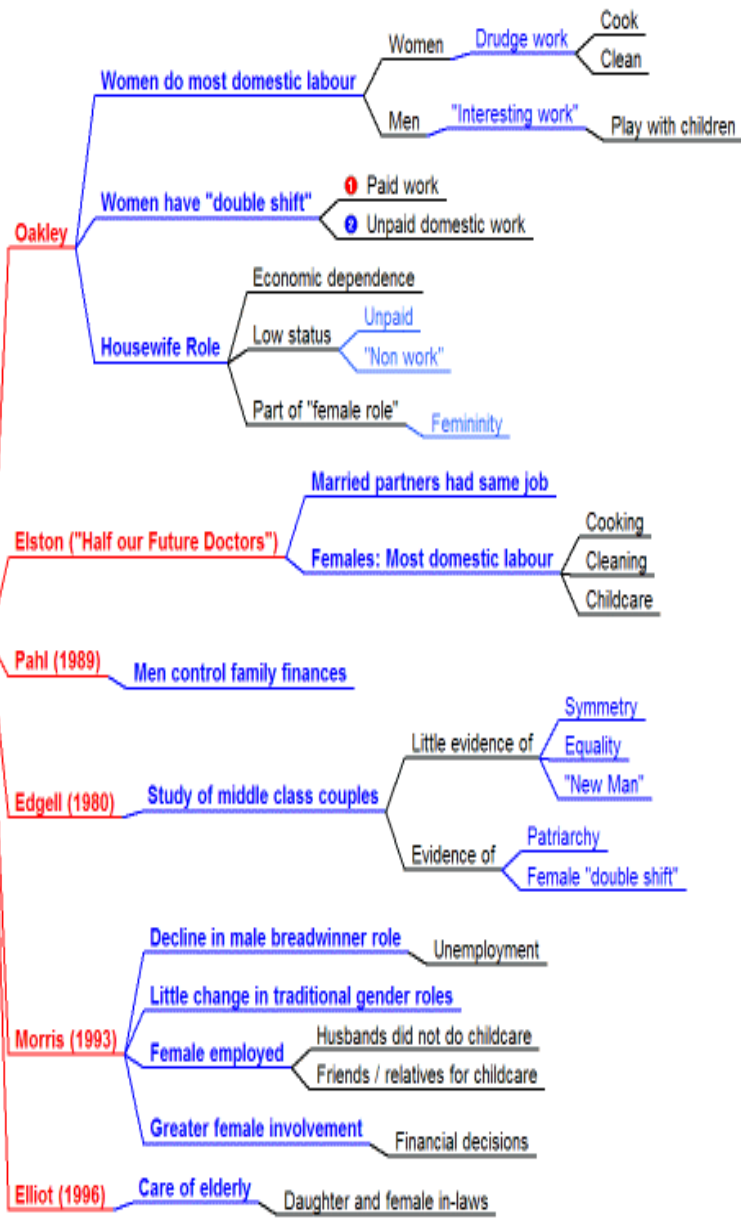 Oakley
Women do most domestic labour
Women
Drudge work
Cook
Clean
Men
"Interesting work"
Play with children
Women have "double shift"
1 Paid work
2 Unpaid domestic work
Housewife Role
Economic dependence
Low status
Unpaid
"Non work"
Part of "female role"
Femininity
Elston ("Half our Future Doctors")
Married partners had same job
Females: Most domestic labour
Cooking
Cleaning
Childcare
Pahl (1989)
Men control family finances
Edgell (1980)
Study of middle class couples
Little evidence of
Symmetry
Equality
"New Man"
Evidence of
Patriarchy
Female "double shift"
Morris (1993)
Decline in male breadwinner role
Unemployment
Little change in traditional gender roles
Female employed
Husbands did not do childcare
Friends / relatives for childcare
Greater female involvement
Financial decisions
Elliot (1996)
Care of elderly
Daughter and female in-laws